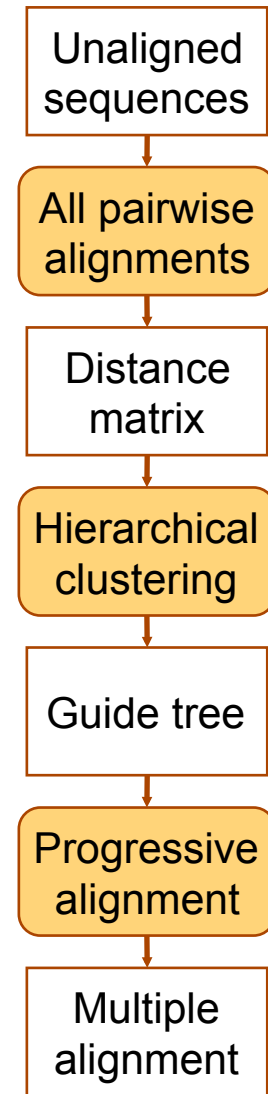 Unaligned
sequences
All pairwise
alignments
Distance
matrix
Hierarchical
clustering
Guide tree
Progressive
alignment
Multiple
alignment